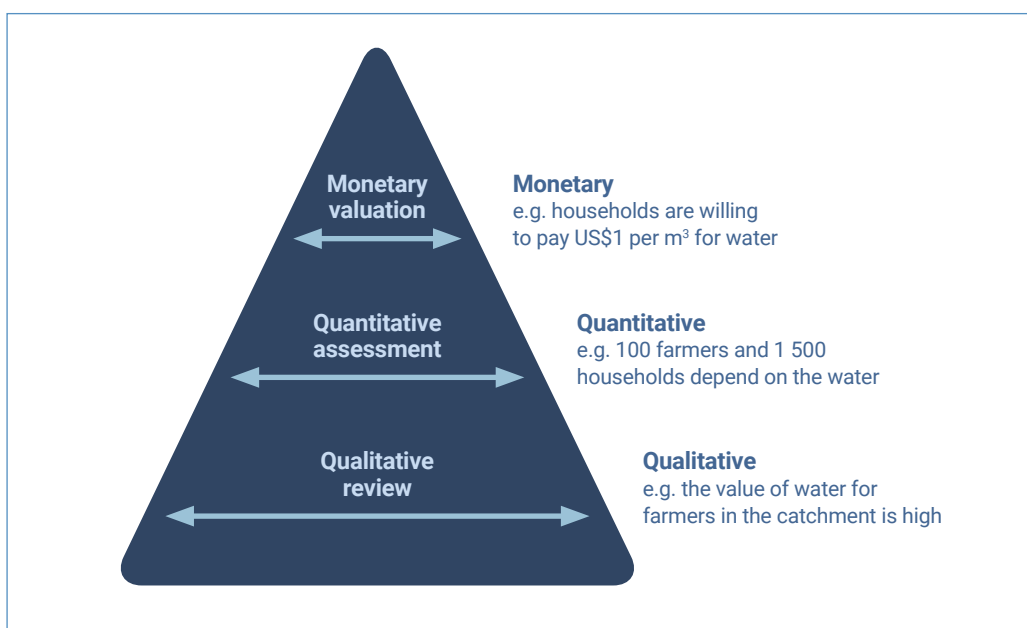 Monetary
valuation
Monetary
e.g. households are willing
to pay US$1 per m³ for water
Quantitative
assessment
Quantitative
e.g. 100 farmers and 1 500
households depend on the water
Qualitative
review
Qualitative
e.g. the value of water for
farmers in the catchment is high